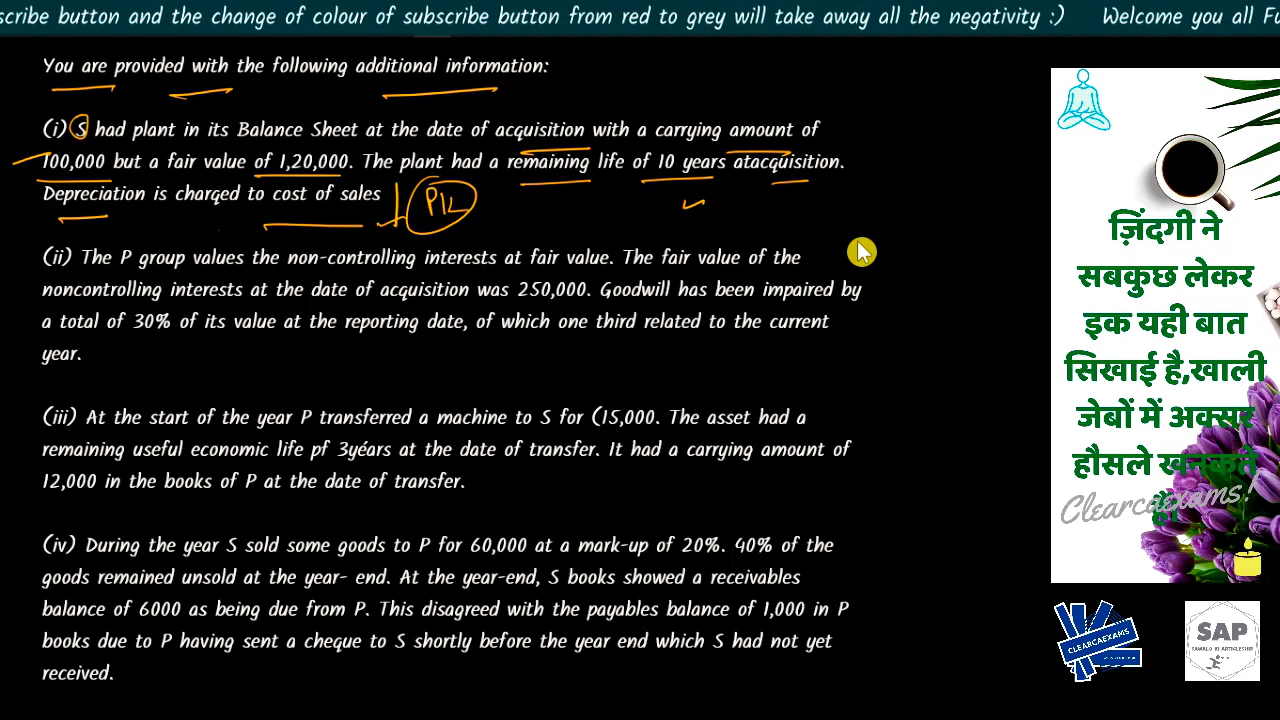 scribe button and the change of colour of subscribe button from red to grey will take away all the negativity :) Welcome you all Fu
You are provided with the following additional information:
(i) S had plant in its Balance Sheet at the date of acquisition with a carrying amount of
100,000 but a fair value of 1,20,000. The plant had a remaining life of 10 years atacquisition.
Depreciation is charged to cost of sales
P/L
(ii) The P group values the non-controlling interests at fair value. The fair value of the
noncontrolling interests at the date of acquisition was 250,000. Goodwill has been impaired by
a total of 30% of its value at the reporting date, of which one third related to the current
year.
(iii) At the start of the year P transferred a machine to S for (15,000. The asset had a
remaining useful economic life pf 3yéars at the date of transfer. It had a carrying amount of
12,000 in the books of P at the date of transfer.
(iv) During the year S sold some goods to P for 60,000 at a mark-up of 20%. 40% of the
goods remained unsold at the year- end. At the year-end, S books showed a receivables
balance of 6000 as being due from P. This disagreed with the payables balance of 1,000 in P
books due to P having sent a cheque to S shortly before the year end which S had not yet
received.
ज़िंदगी ने
सबकुछ लेकर
इक यही बात
सिखाई है,खाली
जेबों में अक्सर
हौसले खनकते
है।
Clearcaexams!
CLEARCAEXAMS
SAP
SAWAALO KI ARTICLESHIP